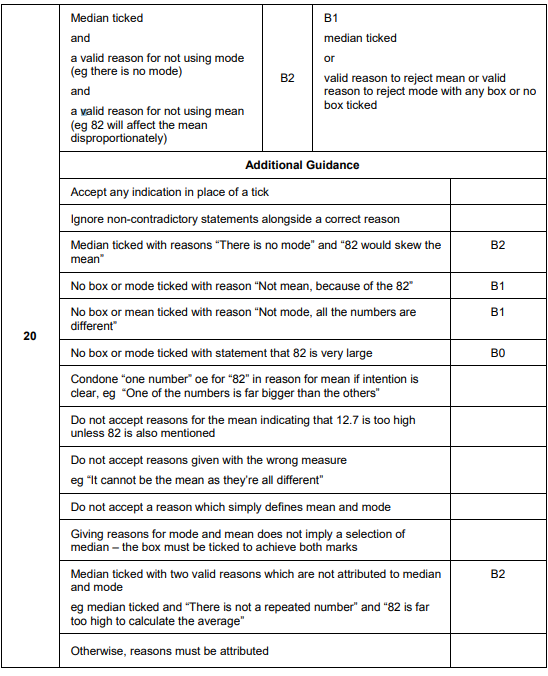 Median ticked
and
a valid reason for not using mode
(eg there is no mode)
and
a valid reason for not using mean
(eg 82 will affect the mean
disproportionately)
B2
B1
median ticked
or
valid reason to reject mean or valid
reason to reject mode with any box or no
box ticked
Additional Guidance
Accept any indication in place of a tick
Ignore non-contradictory statements alongside a correct reason
Median ticked with reasons “There is no mode” and “82 would skew the
mean”
B2
No box or mode ticked with reason “Not mean, because of the 82”
B1
No box or mean ticked with reason “Not mode, all the numbers are
different”
B1
20
No box or mode ticked with statement that 82 is very large
B0
Condone “one number” oe for “82” in reason for mean if intention is
clear, eg “One of the numbers is far bigger than the others”
Do not accept reasons for the mean indicating that 12.7 is too high
unless 82 is also mentioned
Do not accept reasons given with the wrong measure
eg “It cannot be the mean as they’re all different”
Do not accept a reason which simply defines mean and mode
Giving reasons for mode and mean does not imply a selection of
median – the box must be ticked to achieve both marks
Median ticked with two valid reasons which are not attributed to median
and mode
eg median ticked and “There is not a repeated number” and “82 is far
too high to calculate the average”
B2
Otherwise, reasons must be attributed